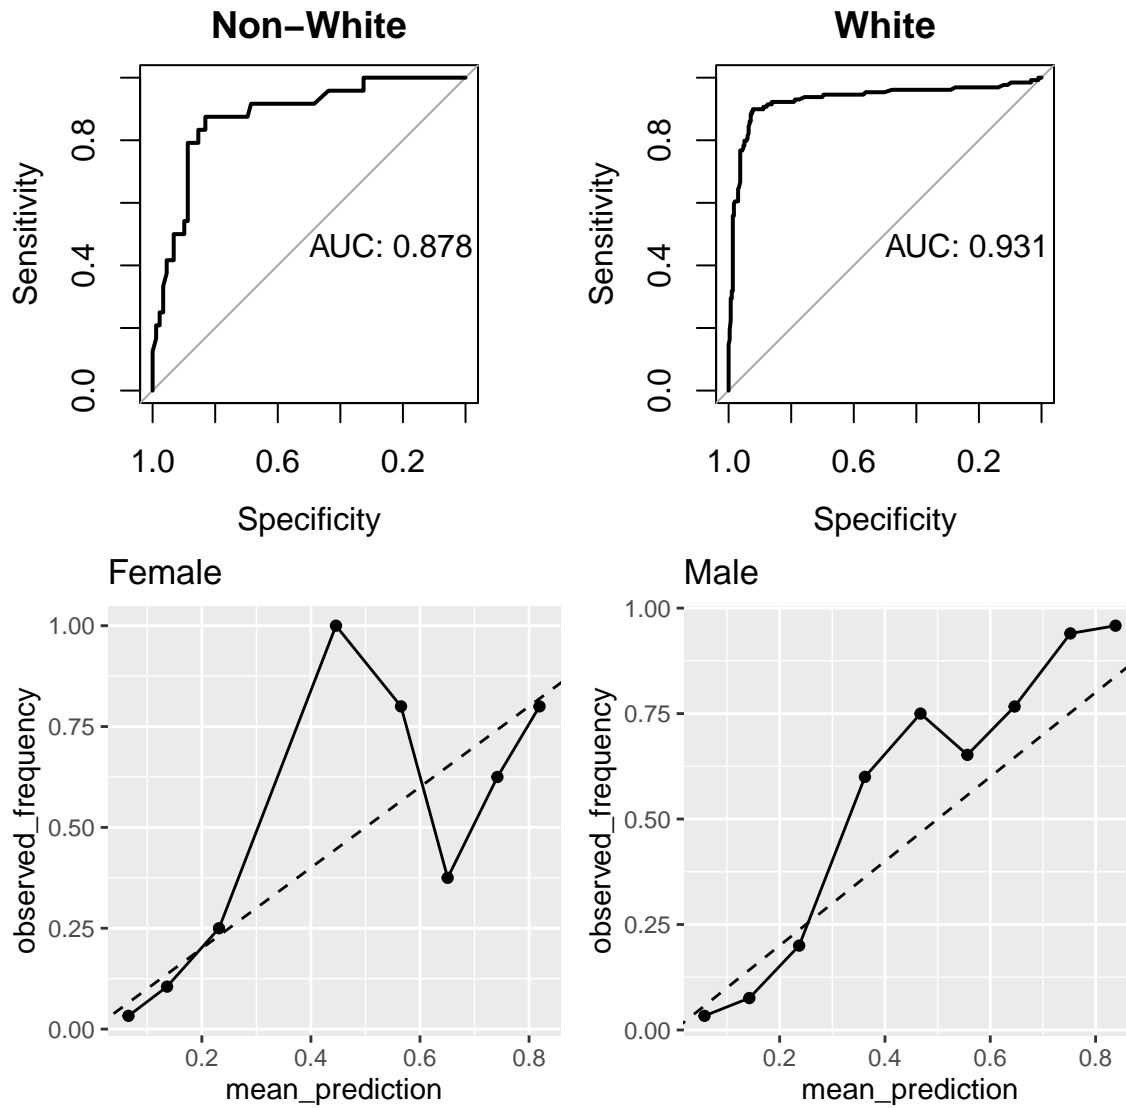 Non−White
Sensitivity
0.0 0.4 0.8
AUC: 0.878
1.0 0.6 0.2
Specificity
White
Sensitivity
0.0 0.4 0.8
AUC: 0.931
1.0 0.6 0.2
Specificity
Female
observed_frequency
1.00
0.75
0.50
0.25
0.00
0.2 0.4 0.6 0.8
mean_prediction
Male
observed_frequency
1.00
0.75
0.50
0.25
0.00
0.2 0.4 0.6 0.8
mean_prediction